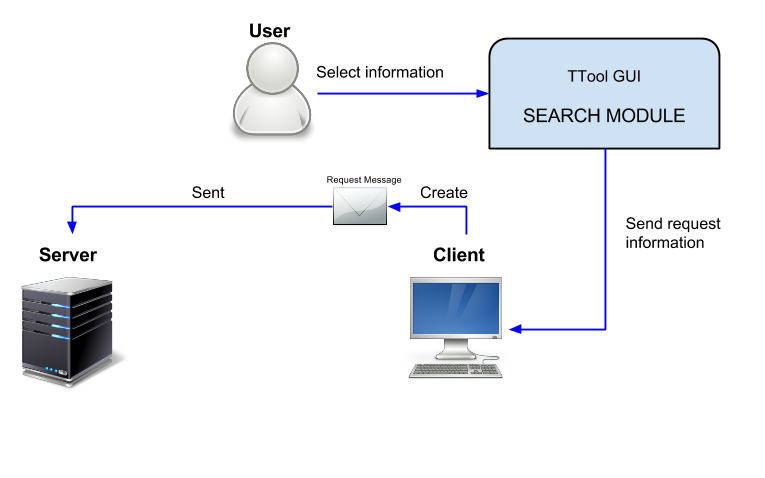 User
Select information
TTool GUI
SEARCH MODULE
Request Message
Sent
Create
Send request
information
Server
Client